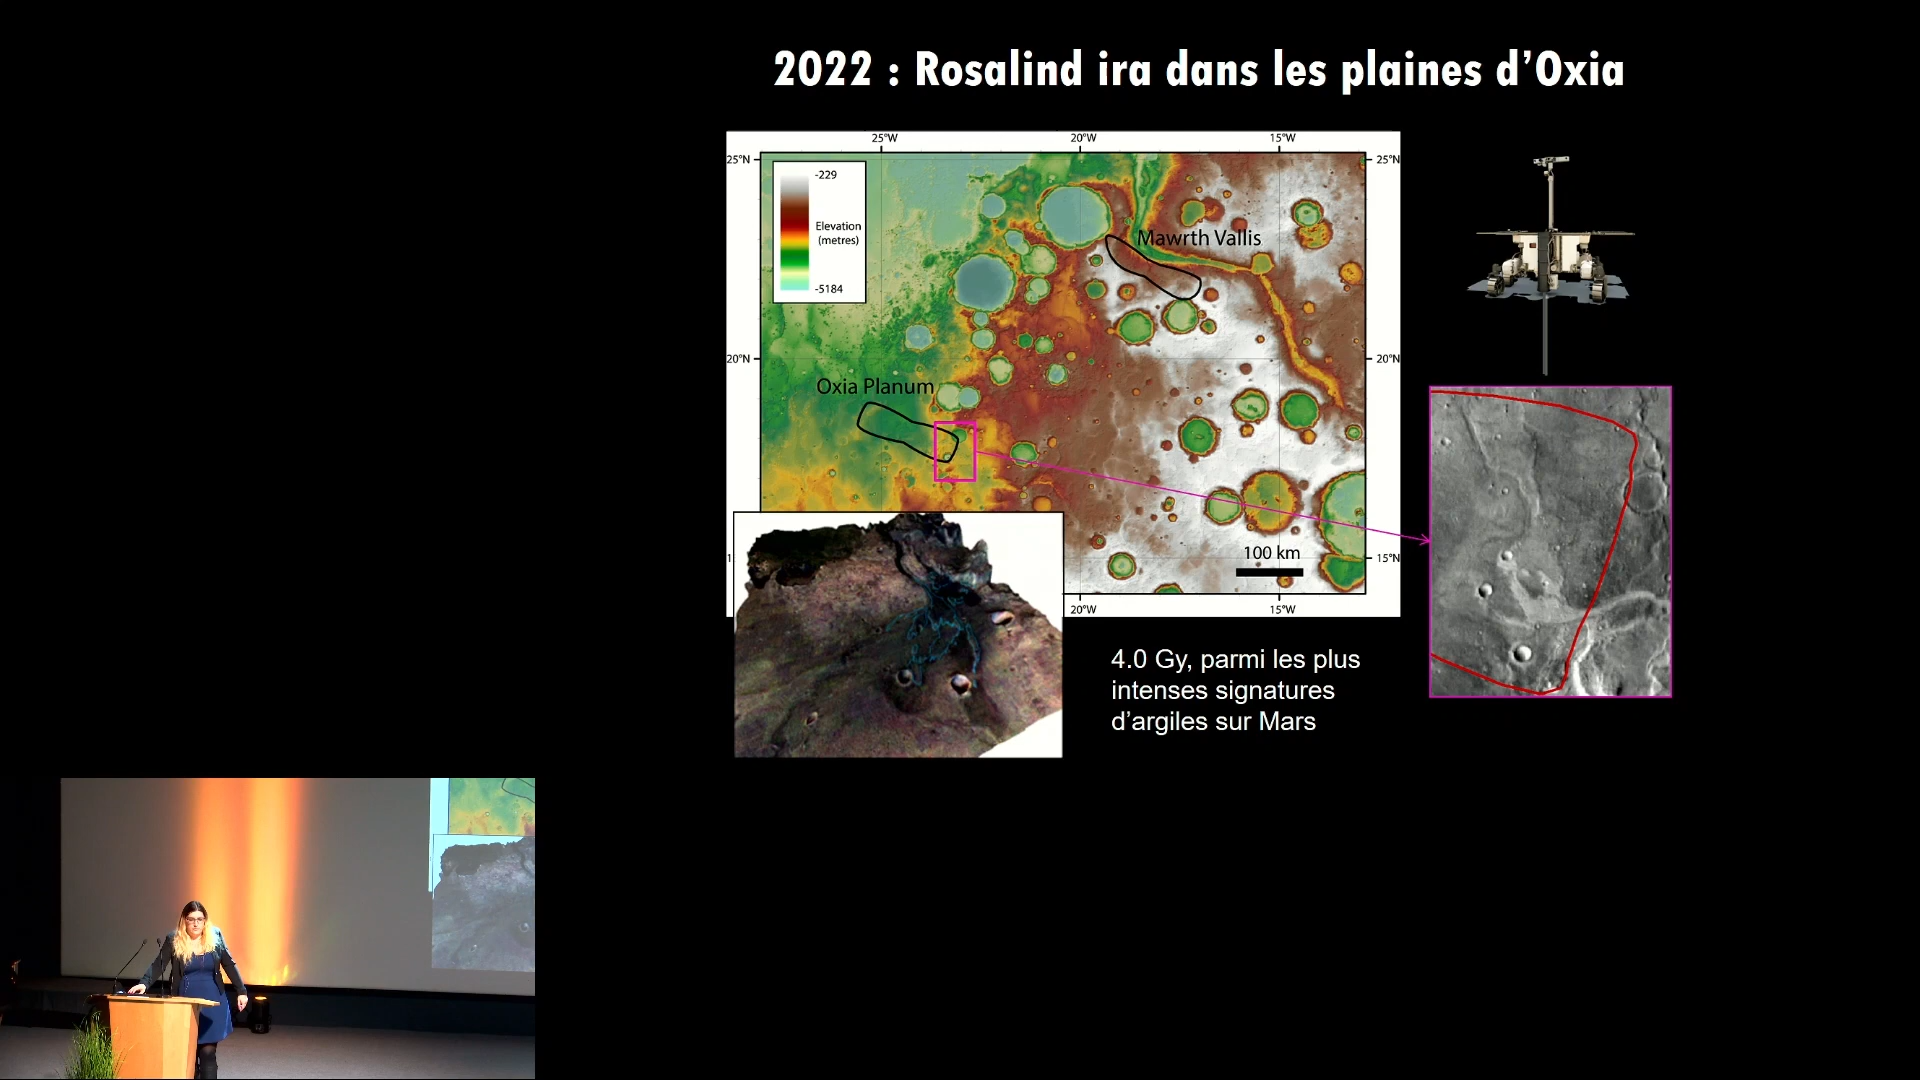 2022 : Rosalind ira dans les plaines d’Oxia
25°W
20°W
15°W
25°N
25°N
-229
Elevation
(metres)
-5184
Mawrth Vallis
20°N
20°N
Oxia Planum
100 km
15°N
20°W
15°W
4.0 Gy, parmi les plus
intenses signatures
d’argiles sur Mars